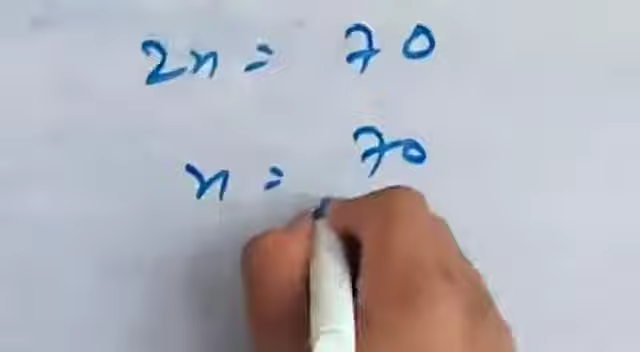 2n = 70
n = 70